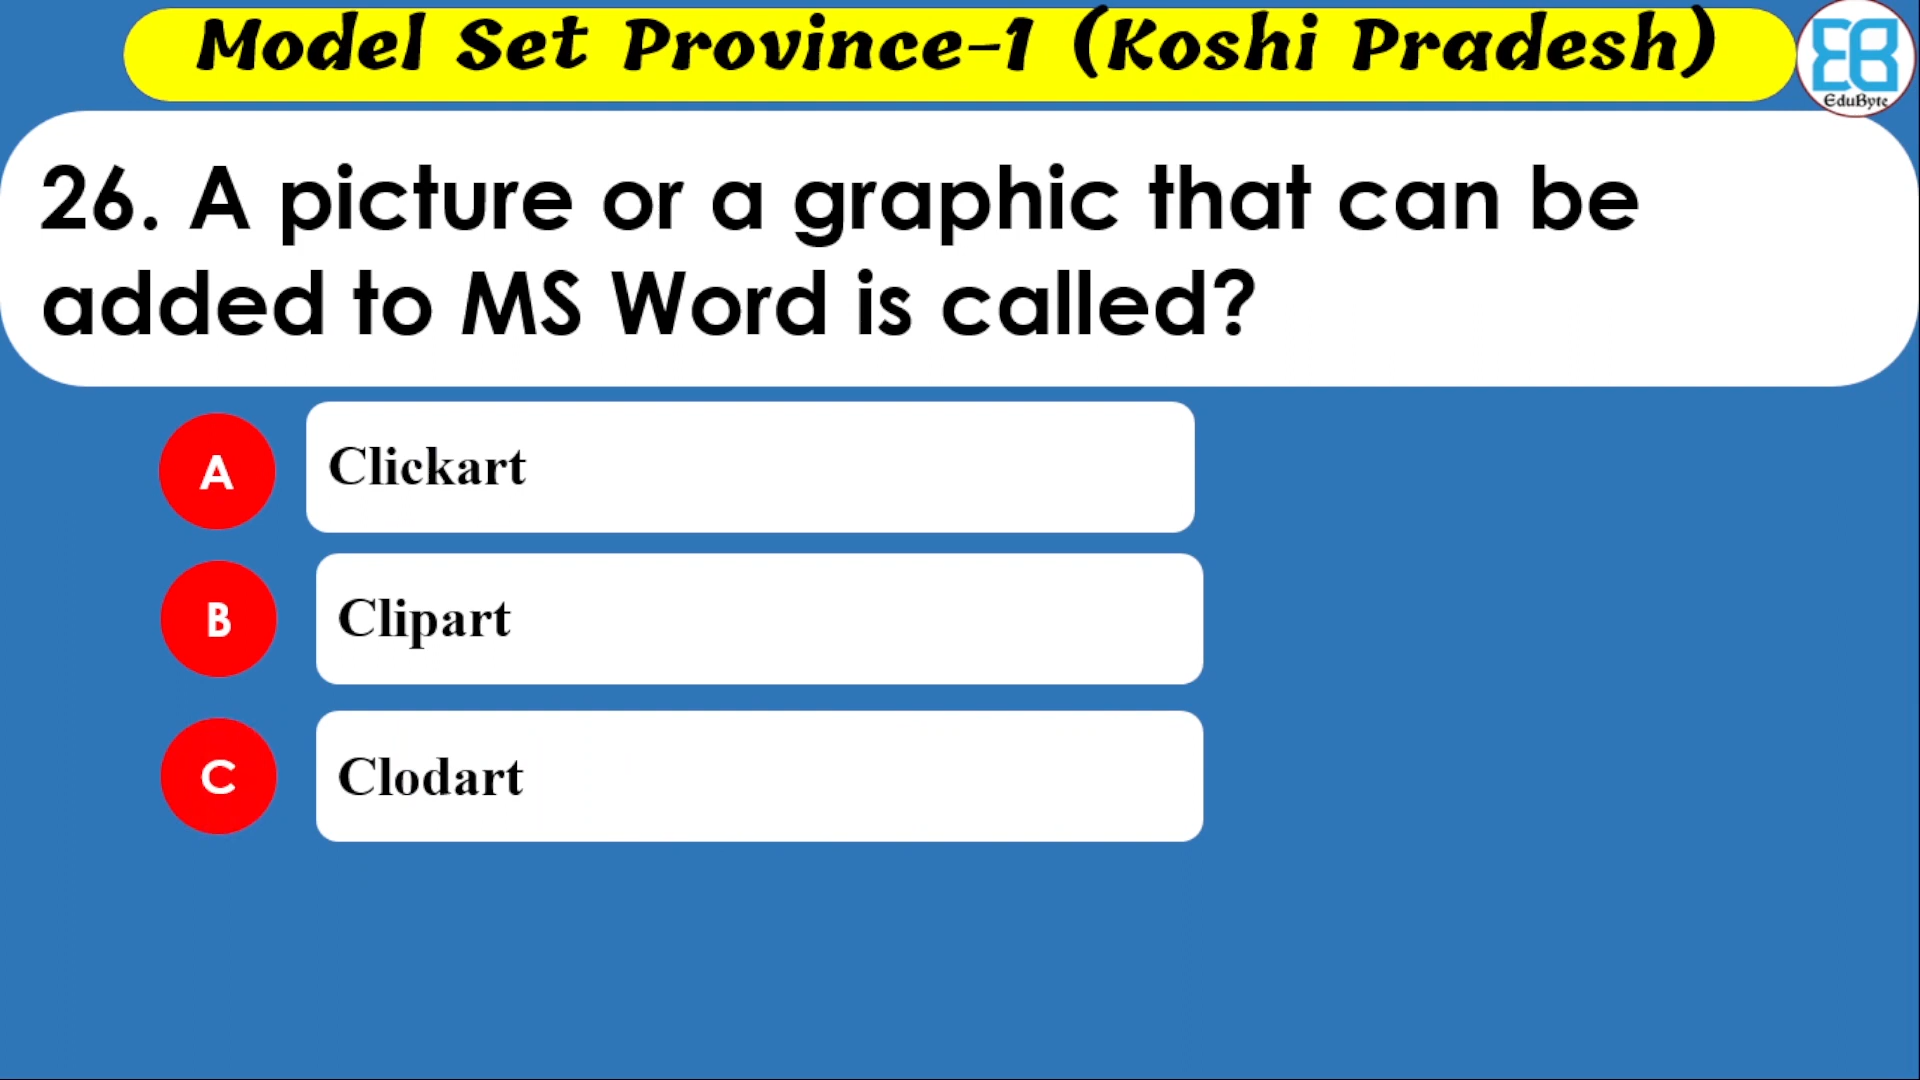 Model Set Province-1 (Koshi Pradesh)
EduByte
26. A picture or a graphic that can be
added to MS Word is called?
A
Clickart
B
Clipart
C
Clodart